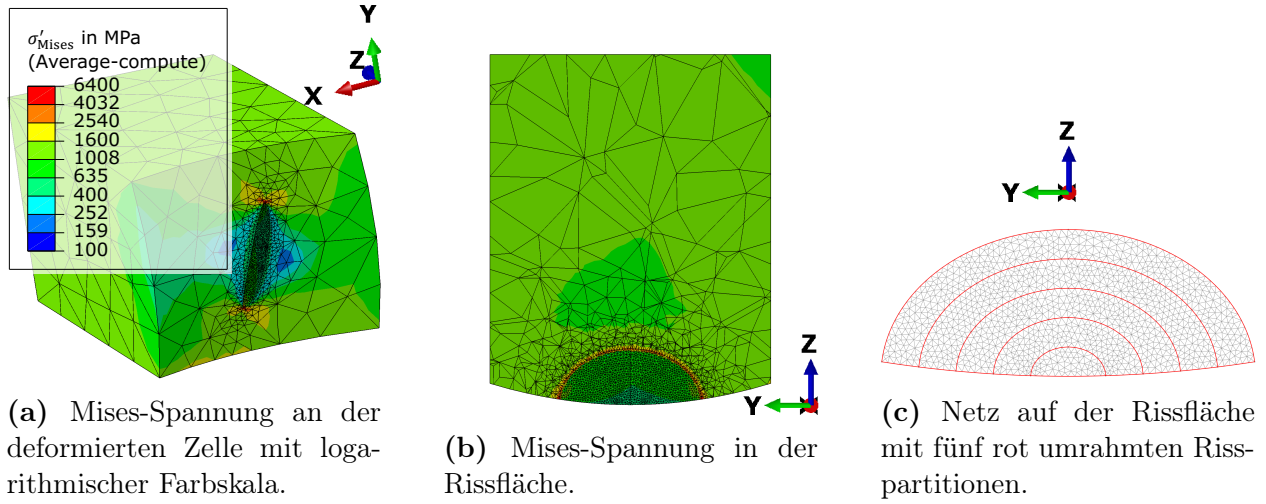 σ′Mises in MPa
(Average-compute)
6400
4032
2540
1600
1008
635
400
252
159
100
Y
Z
X
(a) Mises-Spannung an der
deformierten Zelle mit loga-
rithmischer Farbskala.
Z
Y
(b) Mises-Spannung in der
Rissfläche.
Z
Y
(c) Netz auf der Rissfläche
mit fünf rot umrahmten Riss-
partitionen.